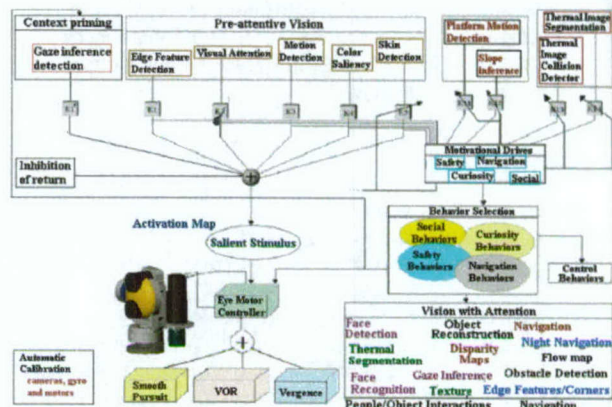 Context priming
Gaze inference
detection
Pre-attentive Vision
Edge Feature
Detection
Visual Attention
Motion
Detection
Color
Saliency
Skin
Detection
Platform Motion
Detection
Slope
inference
Thermal Image
Segmentation
Thermal
Image
Collision
Detector
Inhibition
of return
Motivational Drives
Safety
Navigation
Curiosity
Social
Activation Map
Salient Stimulus
Behavior Selection
Social
Behaviors
Curiosity
Behaviors
Safety
Behaviors
Navigation
Behaviors
Control
Behaviors
Eye Motor
Controller
Automatic
Calibration
cameras, gyro
and motors
Smooth
Pursuit
VOR
Vergence
Vision with Attention
Face
Detection
Object
Reconstruction
Navigation
Night Navigation
Thermal
Segmentation
Disparity
Maps
Flow map
Face
Recognition
Gaze Inference
Obstacle Detection
Texture
Edge Features/Corners
People/Object Interactions
Navigation